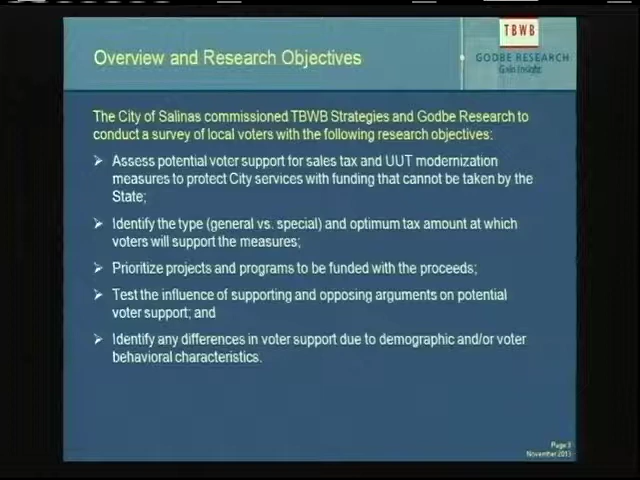 TBWB
Overview and Research Objectives
GODBE RESEARCH
Gain Insight
The City of Salinas commissioned TBWB Strategies and Godbe Research to
conduct a survey of local voters with the following research objectives:
Assess potential voter support for sales tax and UUT modernization
measures to protect City services with funding that cannot be taken by the
State;
Identify the type (general vs. special) and optimum tax amount at which
voters will support the measures;
Prioritize projects and programs to be funded with the proceeds;
Test the influence of supporting and opposing arguments on potential
voter support; and
Identify any differences in voter support due to demographic and/or voter
behavioral characteristics.
Page 3
November 2013